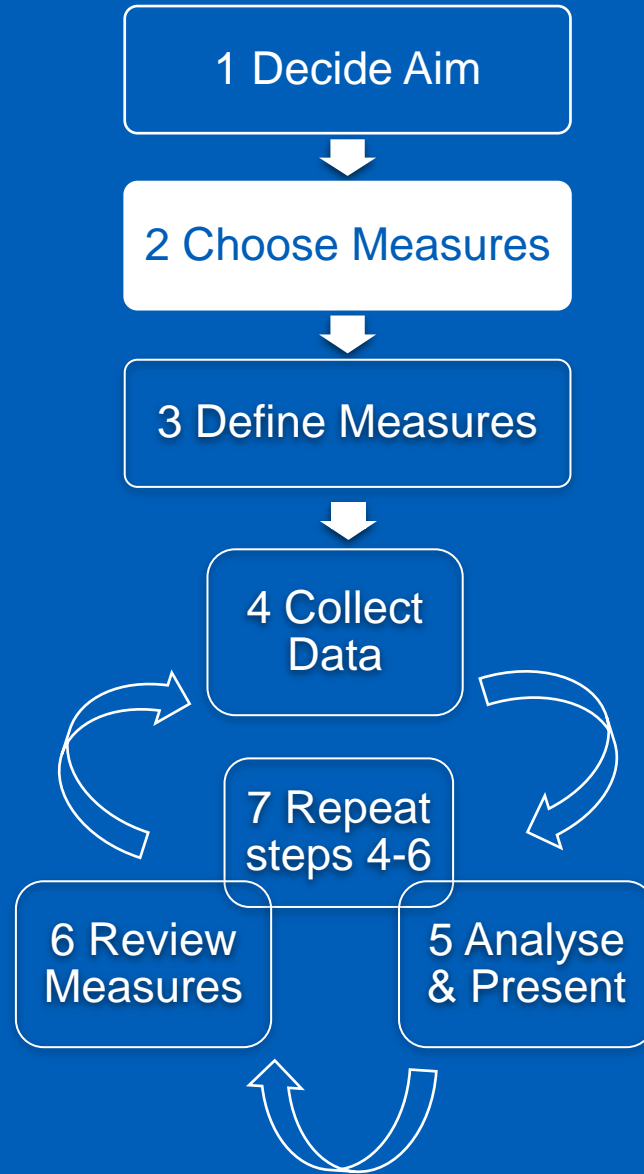 1 Decide Aim
2 Choose Measures
3 Define Measures
4 Collect
Data
7 Repeat
steps 4-6
6 Review
Measures
5 Analyse
& Present